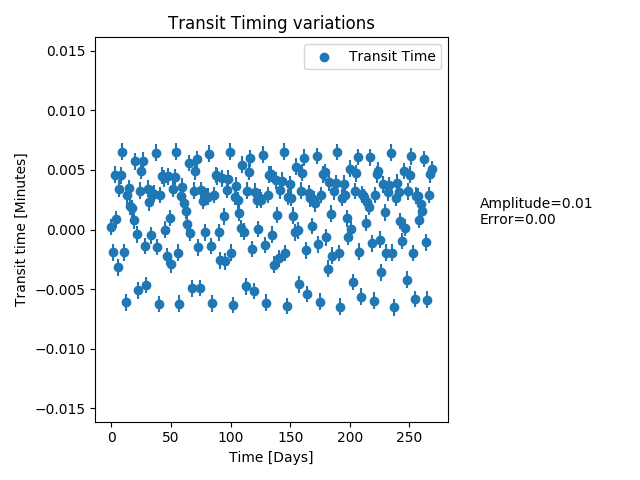 Transit Timing variations
Transit Time
0.015
0.010
0.005
0.000
−0.005
−0.010
−0.015
Transit time [Minutes]
0
50
100
150
200
250
Time [Days]
Amplitude=0.01
Error=0.00